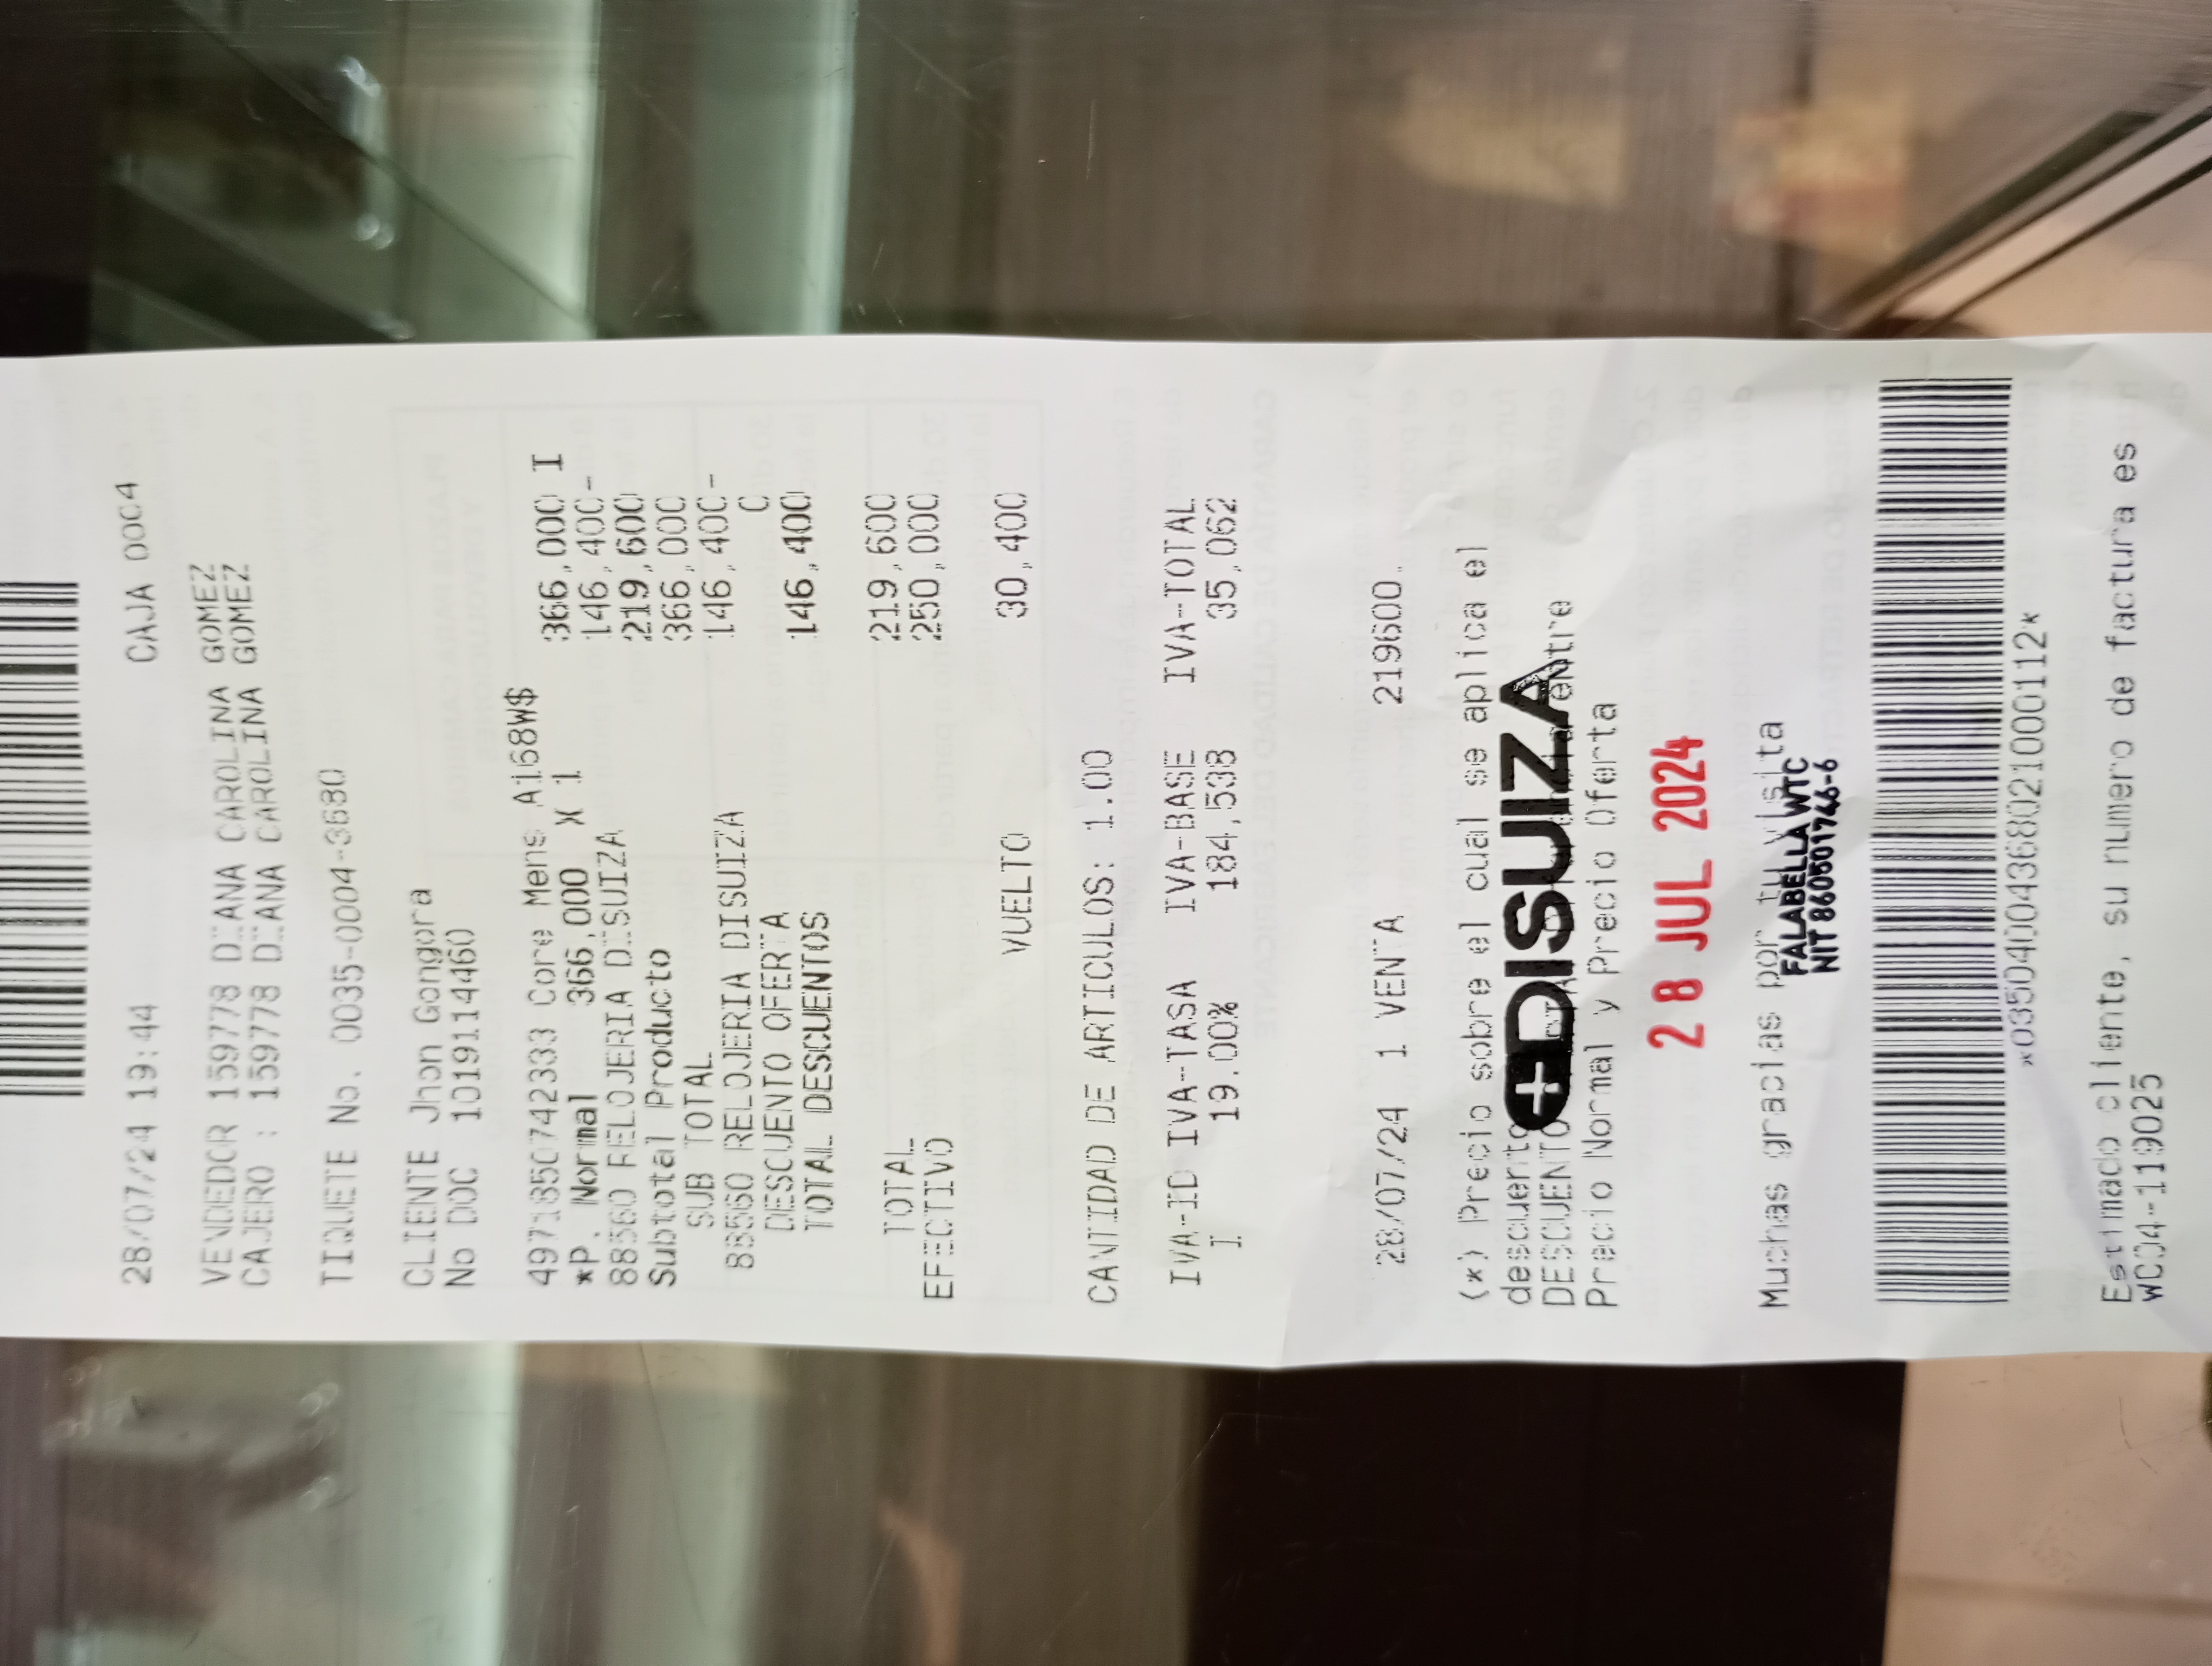 28/07/24 19:44 CAJA 0004
VENDEDOR 159778 DIANA CAROLINA GOMEZ
CAJERO : 159778 DIANA CAROLINA GOMEZ
TIQUETE No. 0035-0004-3680
CLIENTE Jhon Gongora
No DOC 1019114460
4971850742333 Core Mens A168W$ 366,000 I
*P. Normal 366,000 X 1 146,400-
88560 RELOJERIA DISUIZA 219,600
Subtotal Producto 366,000
SUB TOTAL 146,400-
88560 RELOJERIA DISUIZA 0
DESCUENTO OFERTA
TOTAL DESCUENTOS 146,400
TOTAL 219,600
EFECTIVO 250,000
VUELTO 30,400
CANTIDAD DE ARTICULOS: 1.00
IVA-ID IVA-TASA IVA-BASE IVA-TOTAL
I 19.00% 184,538 35,062
28/07/24 1 VENTA 219600.
(*) Precio sobre el cual se aplica el
descuento
DESCUENTO entre
Precio Normal y Precio Oferta
DISUIZA
28 JUL 2024
Muchas gracias por tu visita
FALABELLA WTC
NIT 860501746-6
*03504004368021000112*
Estimado cliente, su numero de factura es
WC04-119025